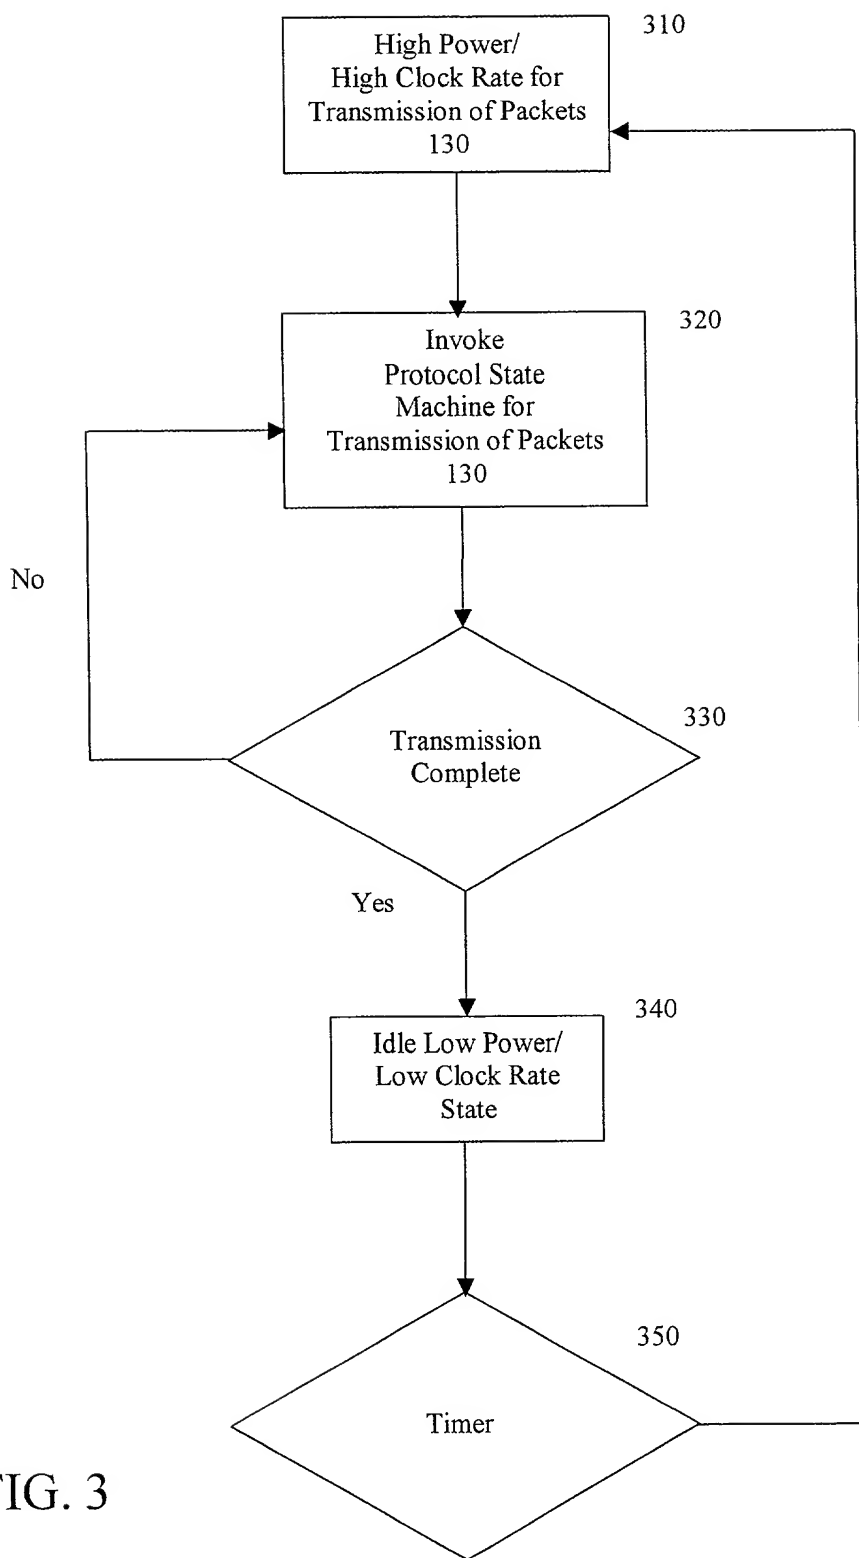 310
High Power/
High Clock Rate for
Transmission of Packets
130
320
Invoke
Protocol State
Machine for
Transmission of Packets
130
No
330
Transmission
Complete
Yes
340
Idle Low Power/
Low Clock Rate
State
350
Timer
FIG. 3